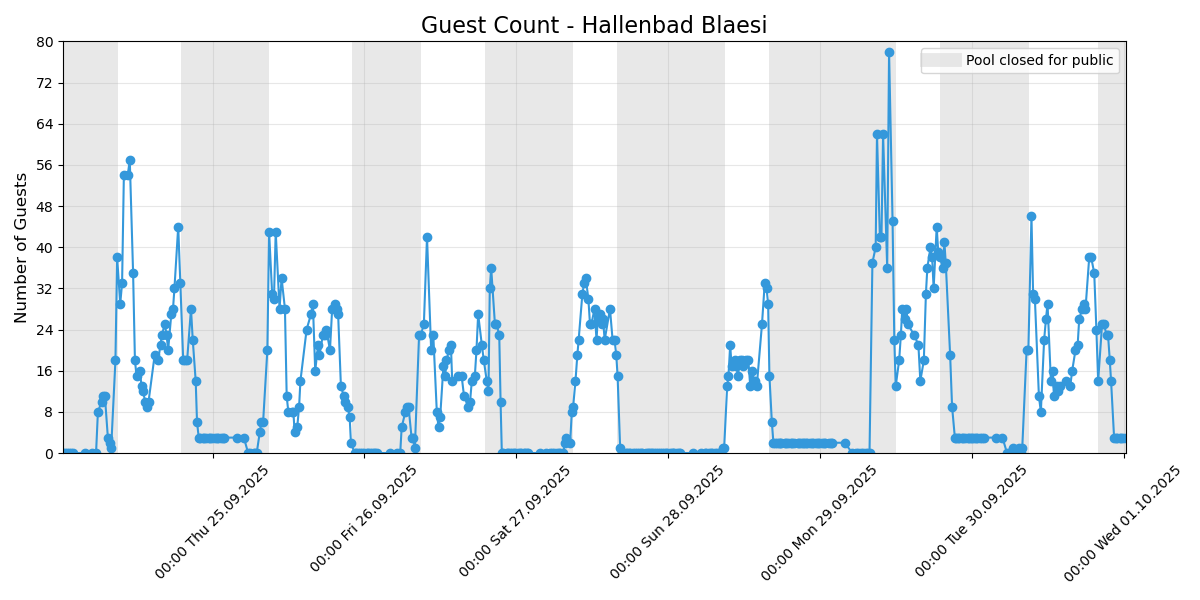 Guest Count - Hallenbad Blaesi
Pool closed for public
Number of Guests
80
72
64
56
48
40
32
24
16
8
0
00:00 Thu 25.09.2025
00:00 Fri 26.09.2025
00:00 Sat 27.09.2025
00:00 Sun 28.09.2025
00:00 Mon 29.09.2025
00:00 Tue 30.09.2025
00:00 Wed 01.10.2025